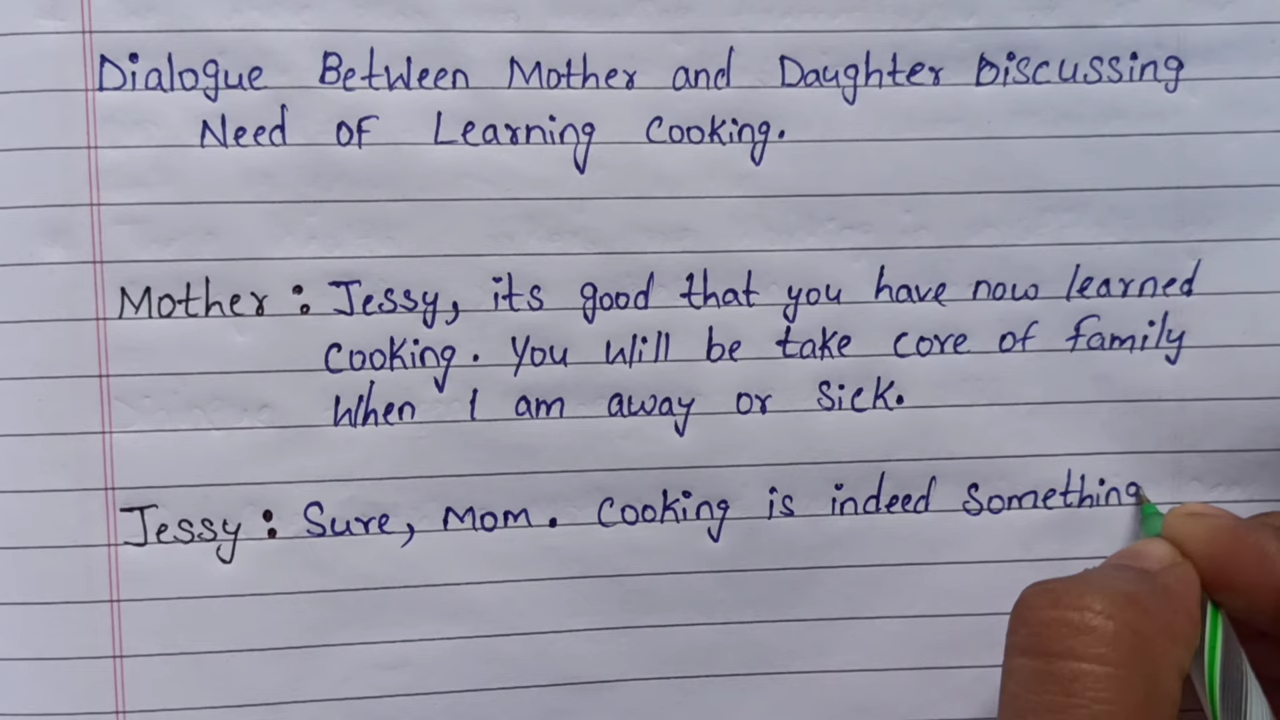 Dialogue Between Mother and Daughter Discussing
Need of Learning Cooking.
Mother : Jessy, its good that you have now learned
cooking. You will be take core of family
When I am away or sick.
Jessy : Sure, Mom. Cooking is indeed something